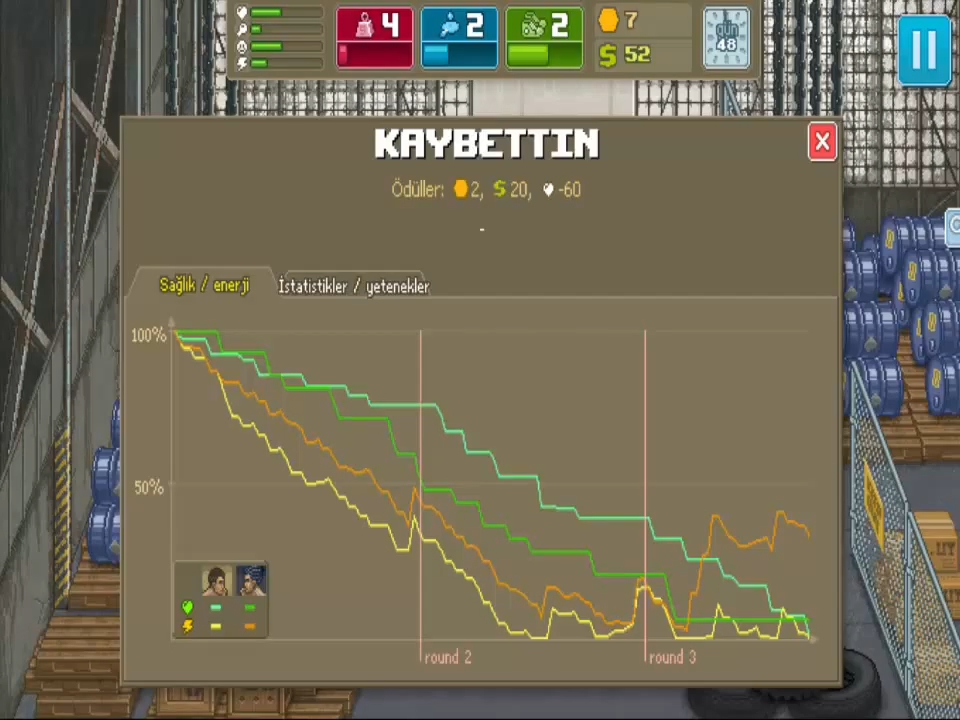 4 2 2 7
gün
$ 52
48
KAYBETTIN
Ödüller: 2, $ 20, -60
-
Sağlık / enerji İstatistikler / yetenekler
100%
50%
round 2 round 3